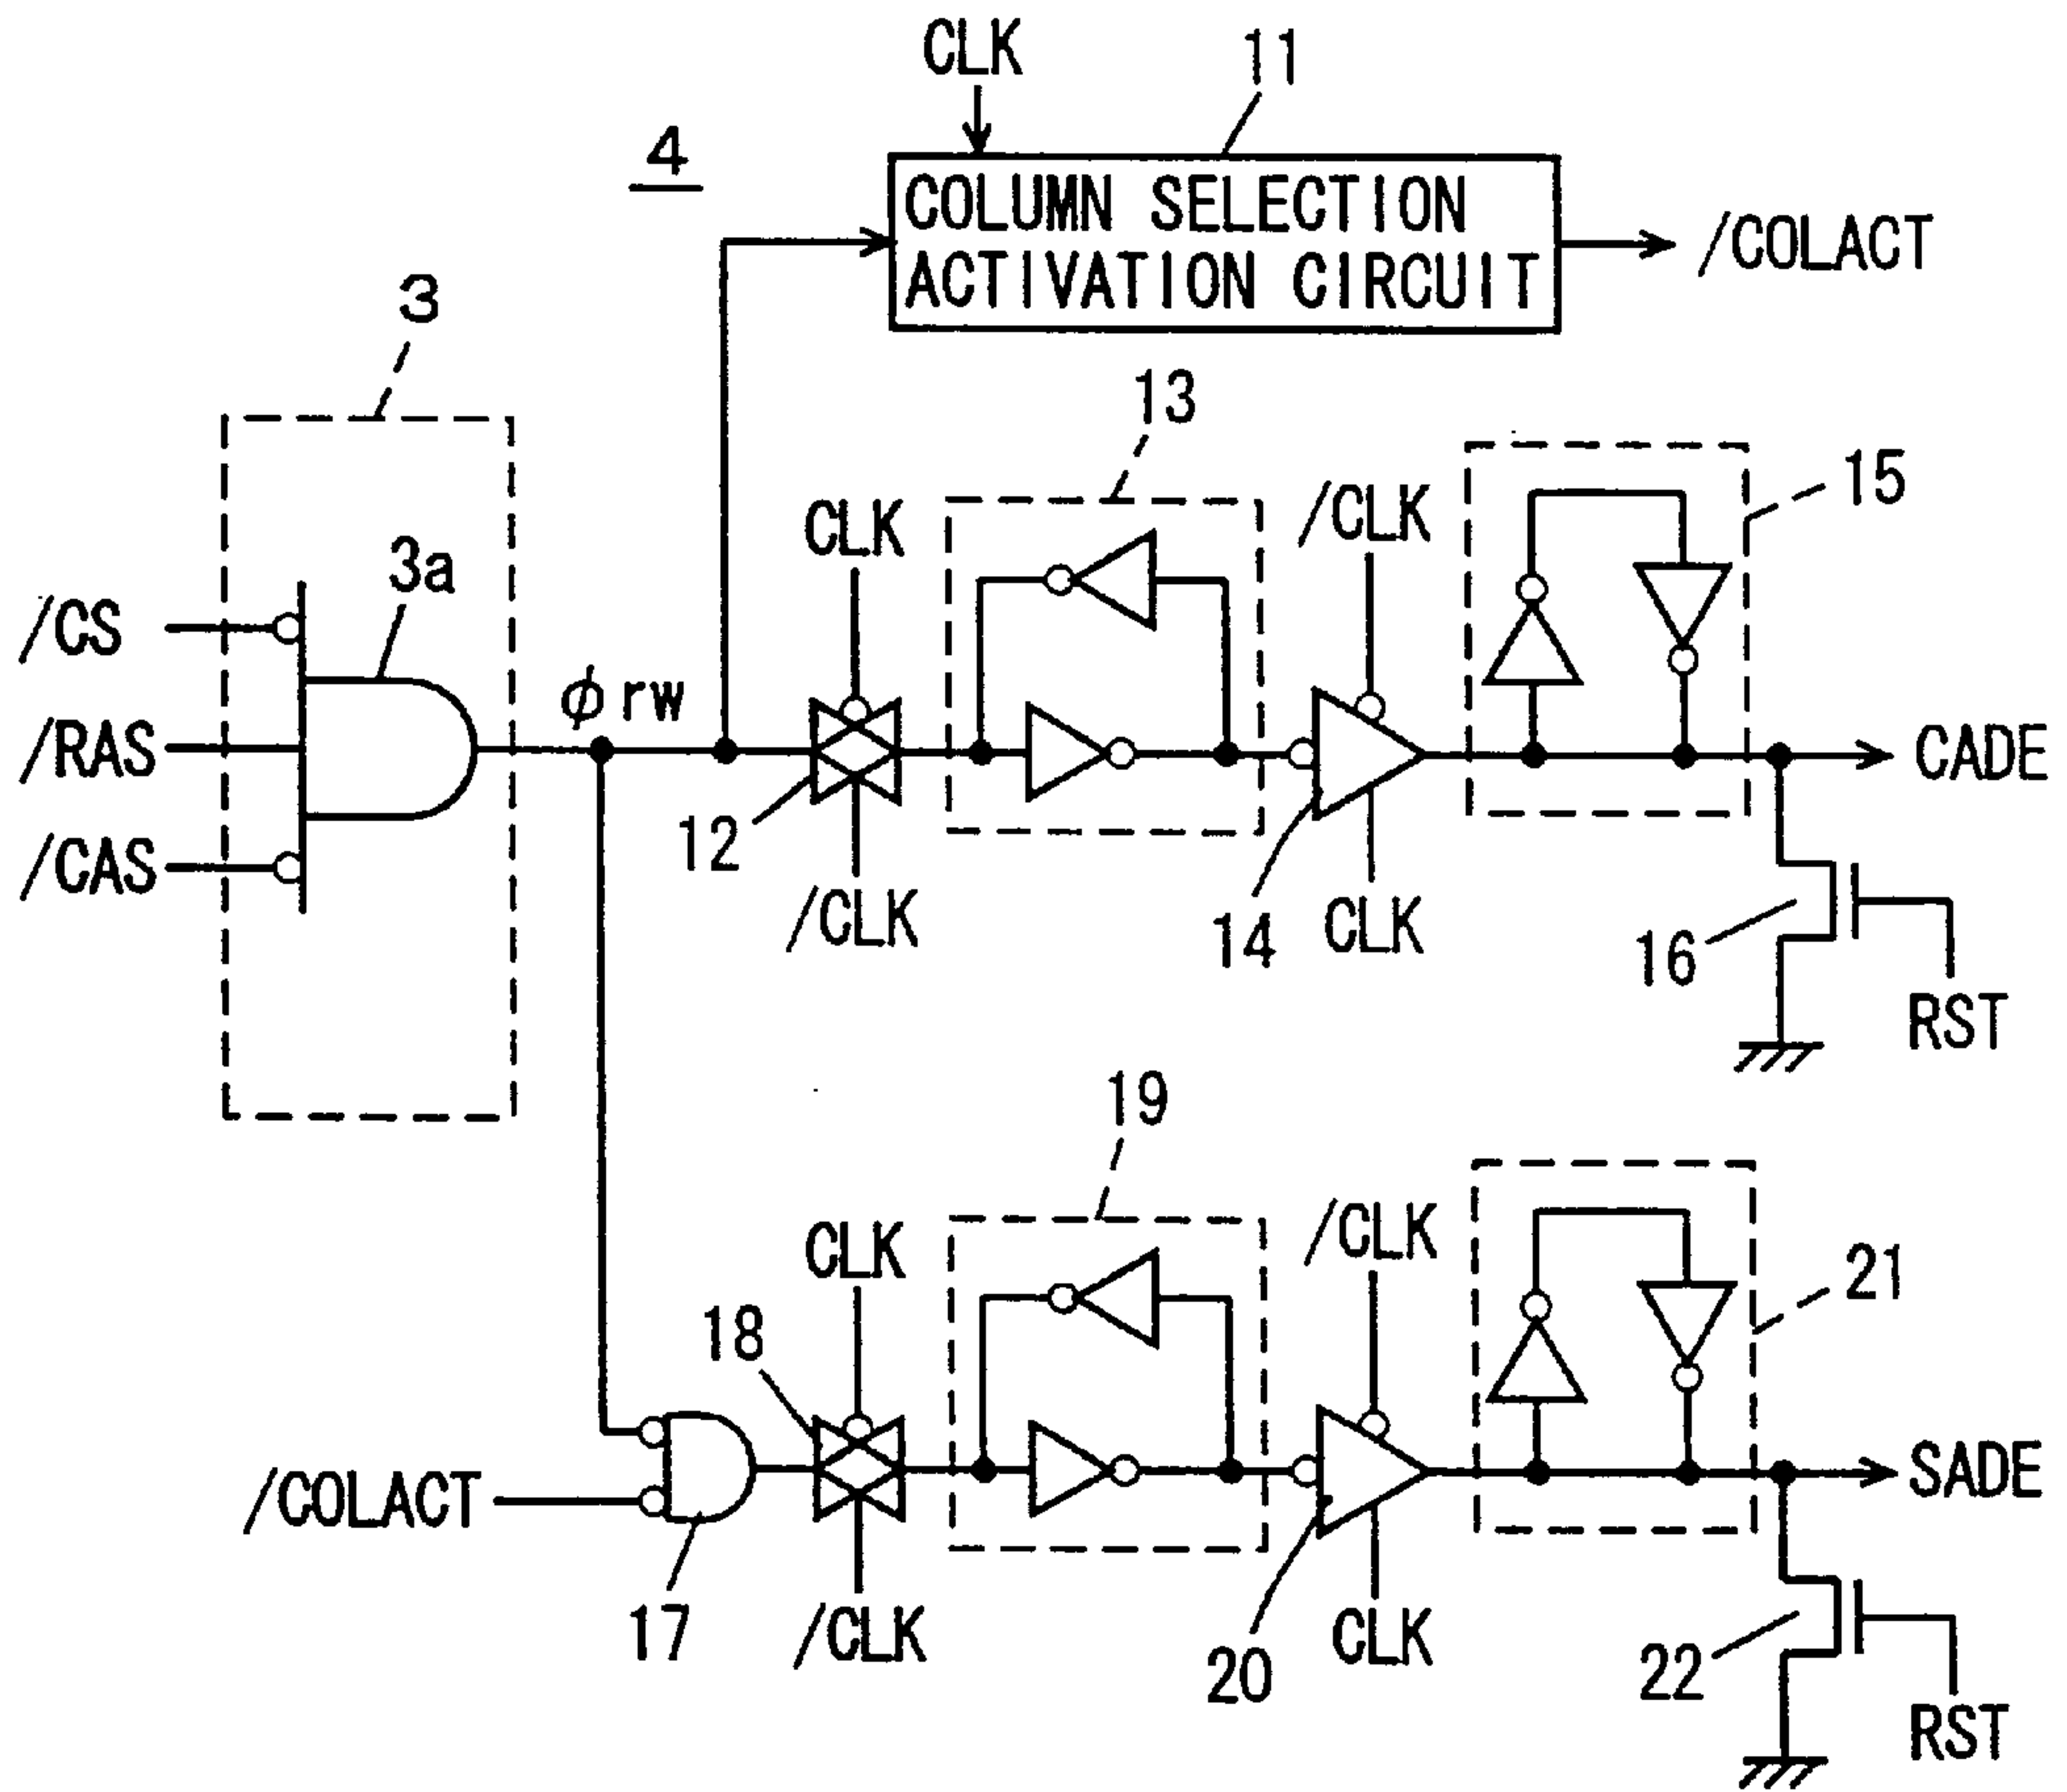 CLK
11
4
COLUMN SELECTION
ACTIVATION CIRCUIT
/COLACT
3
13
15
CLK
/CLK
3a
/CS
φrw
/RAS
CADE
12
/CAS
/CLK
14
CLK
16
RST
19
CLK
/CLK
21
18
/COLACT
SADE
17
/CLK
20
CLK
22
RST